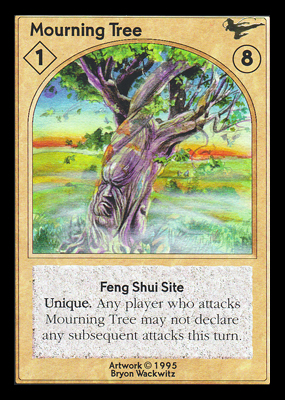 Mourning Tree
1
8
Feng Shui Site
Unique. Any player who attacks
Mourning Tree may not declare
any subsequent attacks this turn.
Artwork © 1995
Bryon Wackwitz